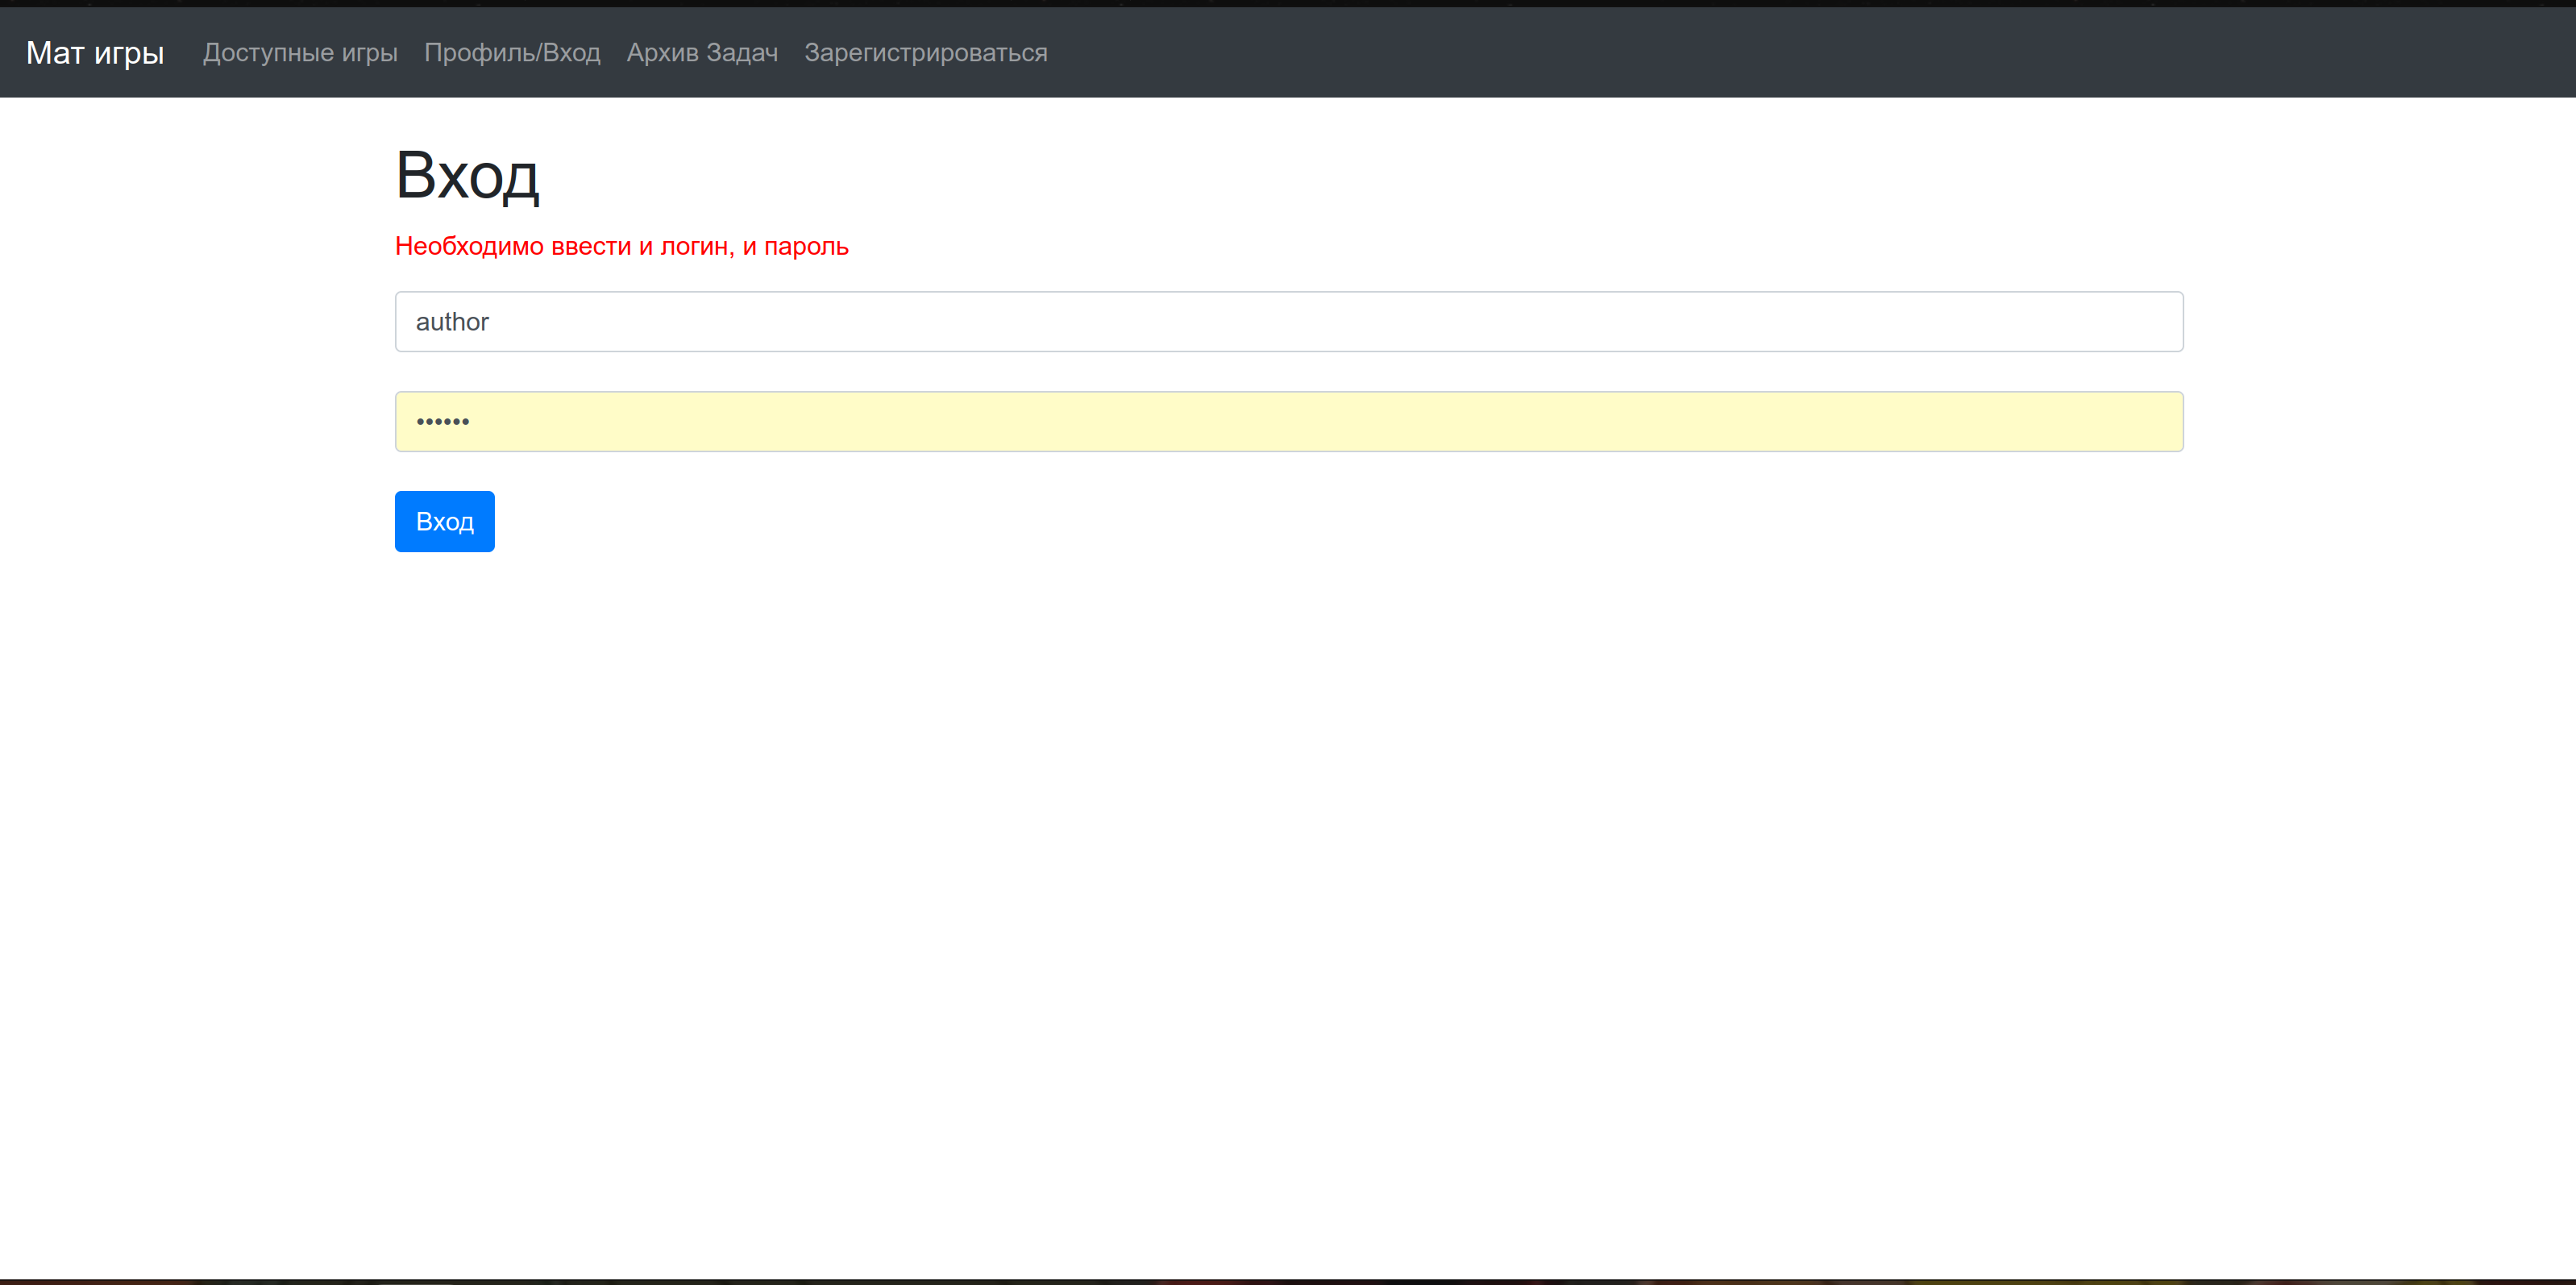 Мат игры Доступные игры Профиль/Вход Архив Задач Зарегистрироваться
Вход
Необходимо ввести и логин, и пароль
author
••••••
Вход